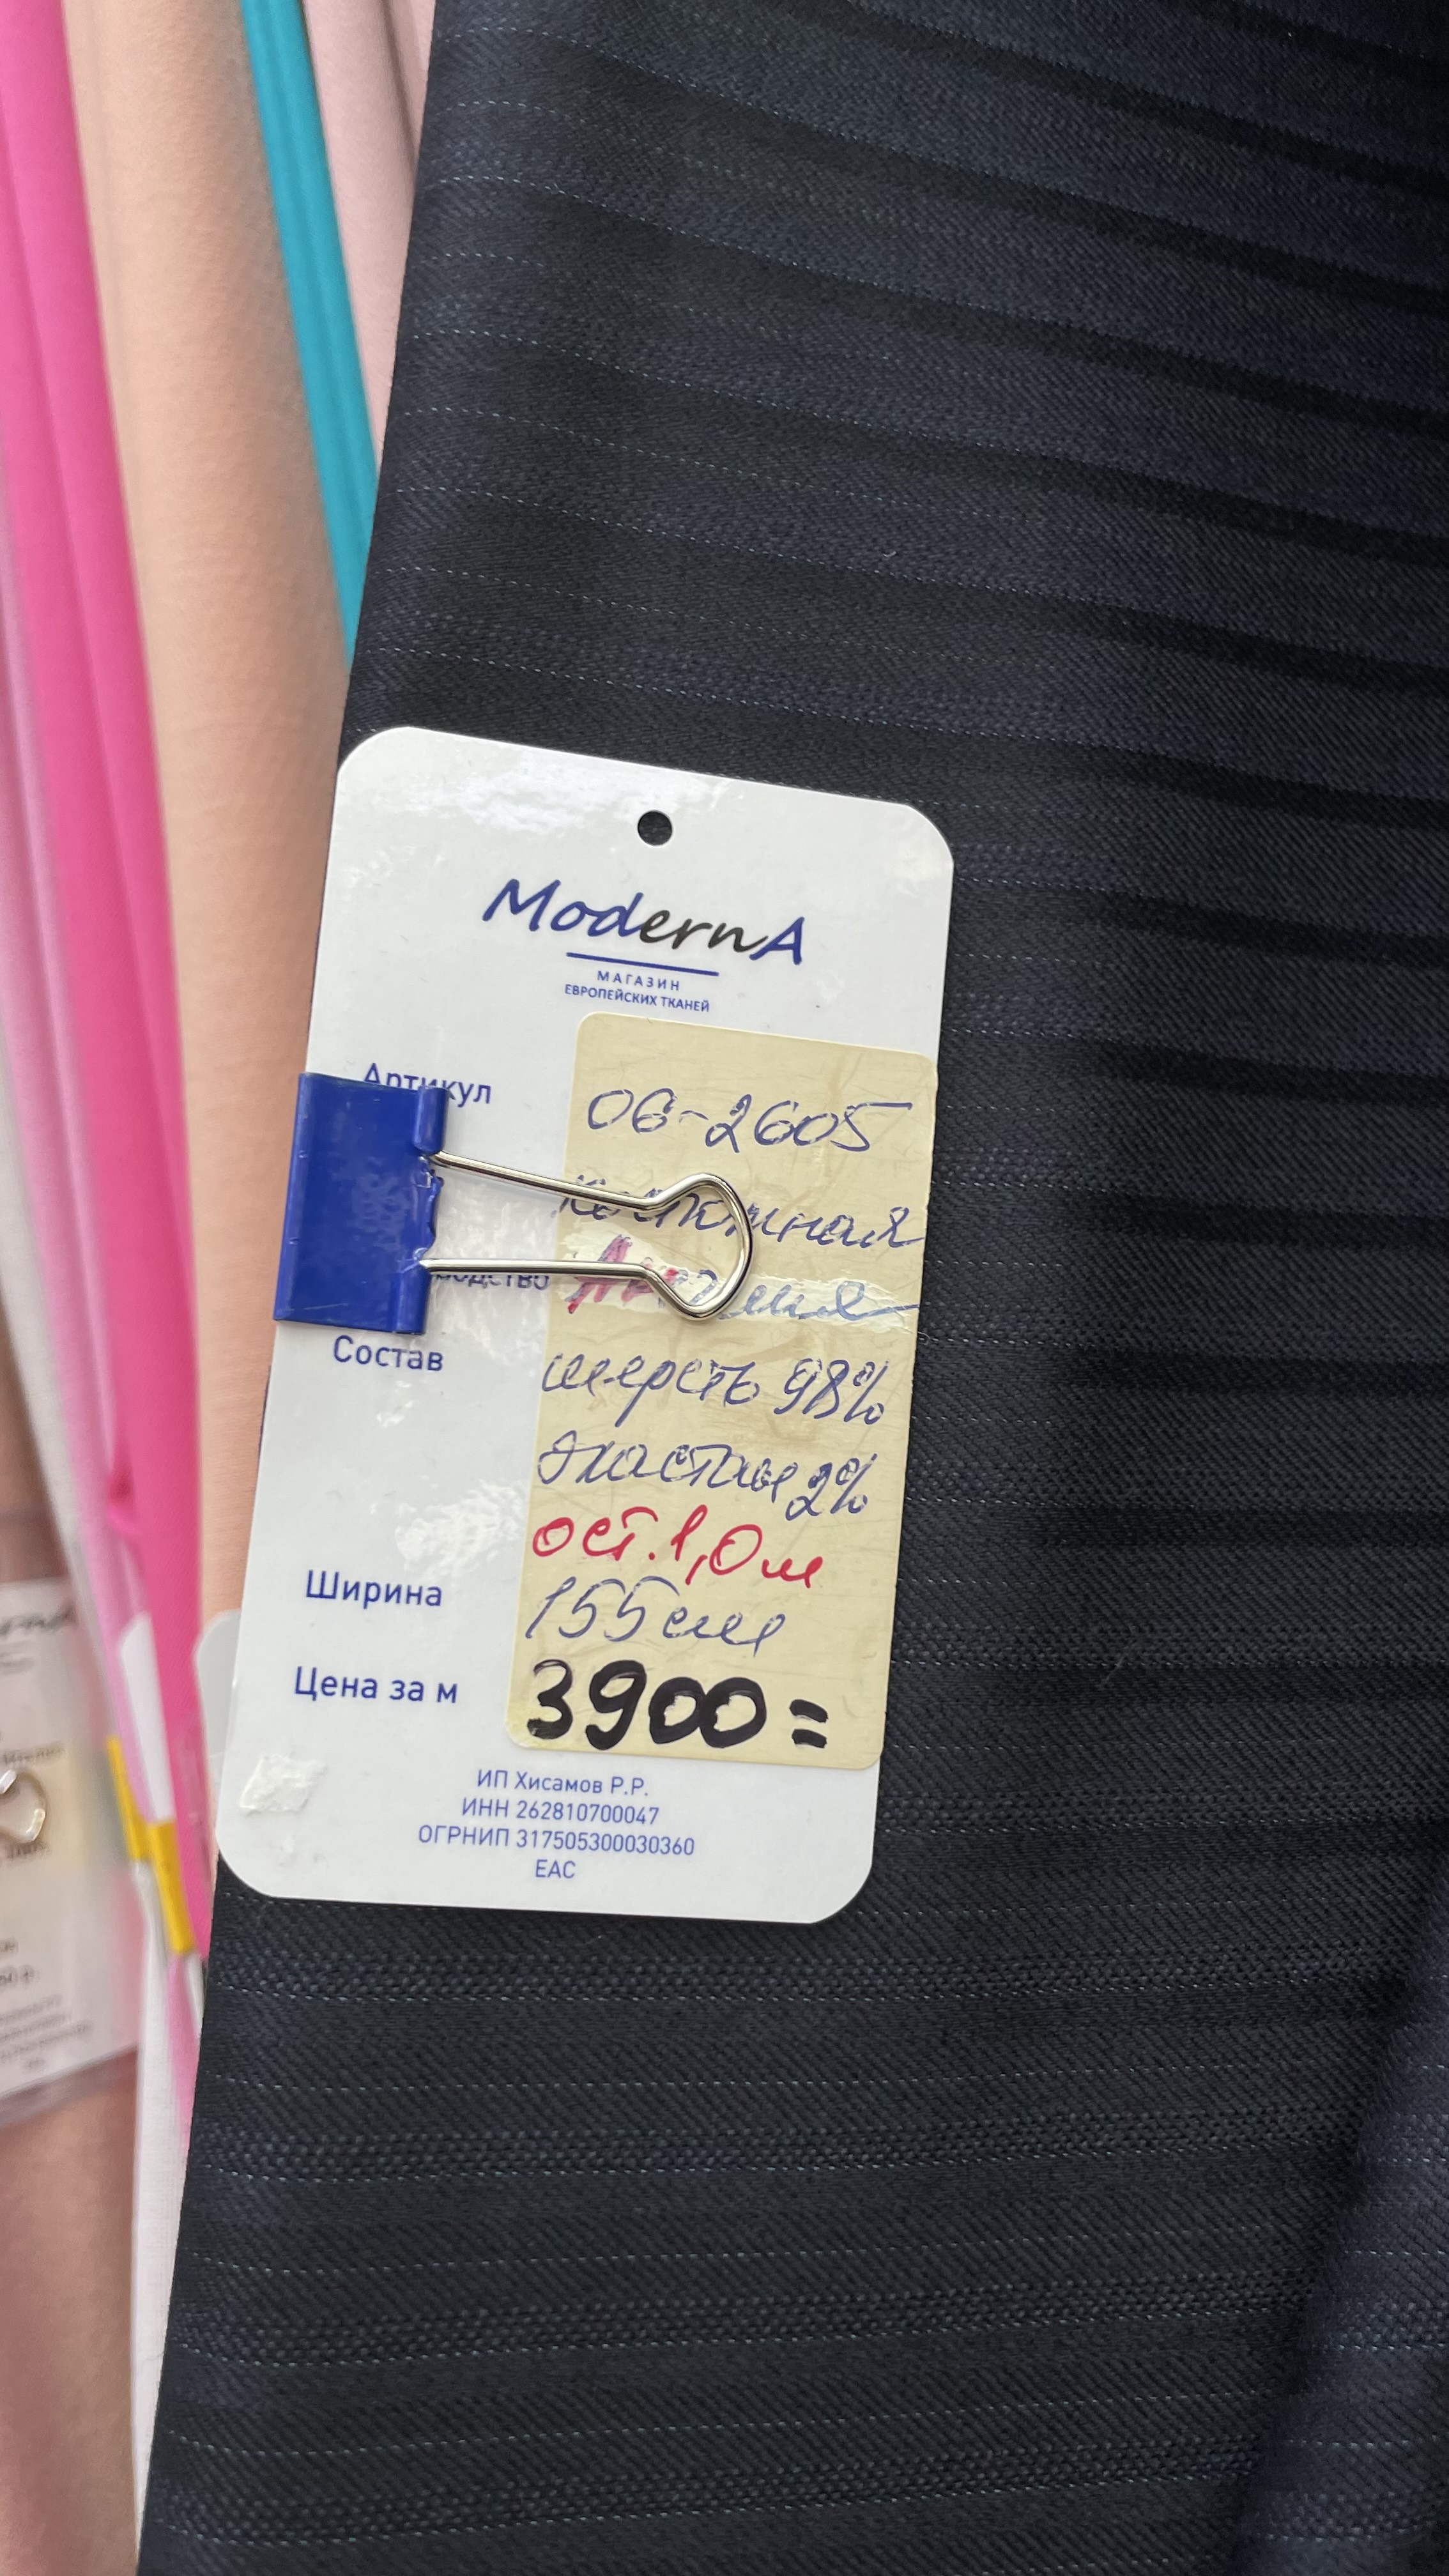 ModernA
МАГАЗИН
ЕВРОПЕЙСКИХ ТКАНЕЙ
Артикул 06-2605
костюмная
Англия
Состав шерсть 98%
эластан 2%
ост. 1,0 м
Ширина 155 см
Цена за м 3900=
ИП Хисамов Р.Р.
ИНН 262810700047
ОГРНИП 317505300030360
EAC